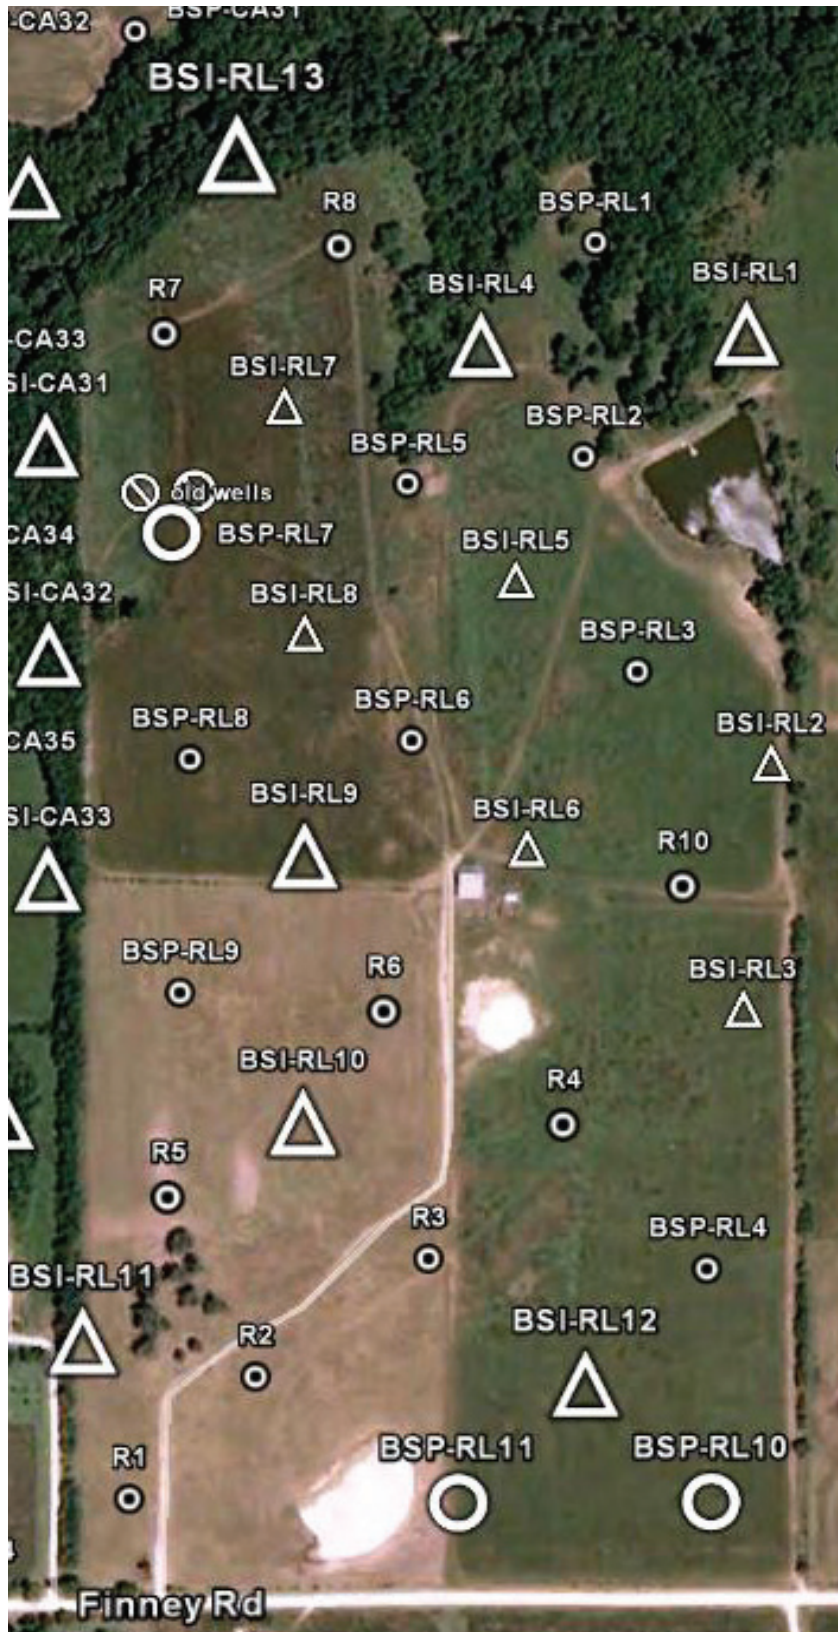 -CA32
BSP-CA31
BSI-RL13
R8
BSP-RL1
R7
BSI-RL4
BSI-RL1
-CA33
BSI-RL7
SI-CA31
BSP-RL5
BSP-RL2
old wells
CA34
BSP-RL7
BSI-RL5
SI-CA32
BSI-RL8
BSP-RL3
BSP-RL8
BSP-RL6
CA35
BSI-RL2
SI-CA33
BSI-RL9
BSI-RL6
R10
BSP-RL9
R6
BSI-RL3
BSI-RL10
R4
R5
R3
BSP-RL4
BSI-RL11
BSI-RL12
R2
R1
BSP-RL11
BSP-RL10
Finney Rd